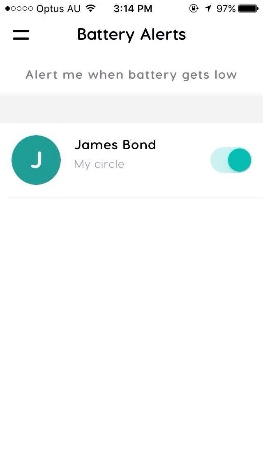 Optus AU 3:14 PM 97%
Battery Alerts
Alert me when battery gets low
J
James Bond
My circle